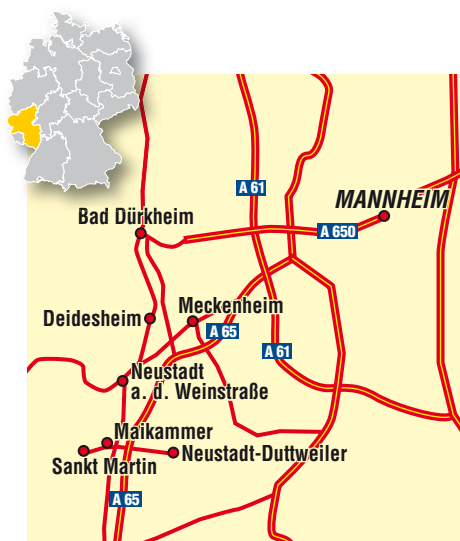 A 61
MANNHEIM
Bad Dürkheim
A 650
Meckenheim
Deidesheim
A 65
A 61
Neustadt
a. d. Weinstraße
Maikammer
Neustadt-Duttweiler
Sankt Martin
A 65